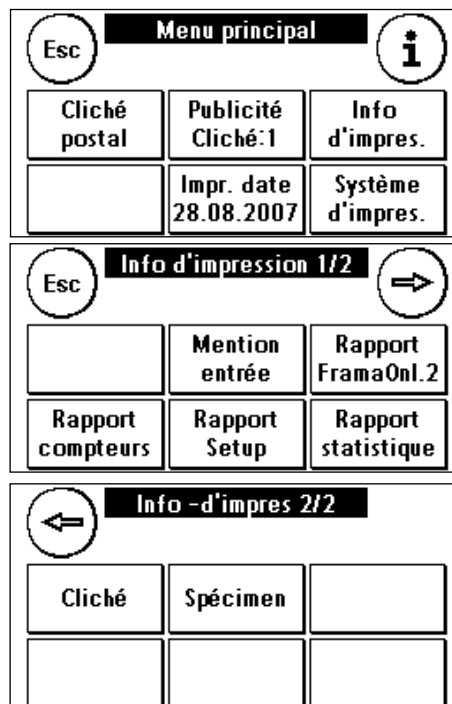 Menu principal
Esc
i
Cliché
postal
Publicité
Cliché:1
Info
d'impres.
Impr. date
28.08.2007
Système
d'impres.
Info d'impression 1/2
Esc
Mention
entrée
Rapport
FramaOnl.2
Rapport
compteurs
Rapport
Setup
Rapport
statistique
Info -d'impres 2/2
Cliché
Spécimen